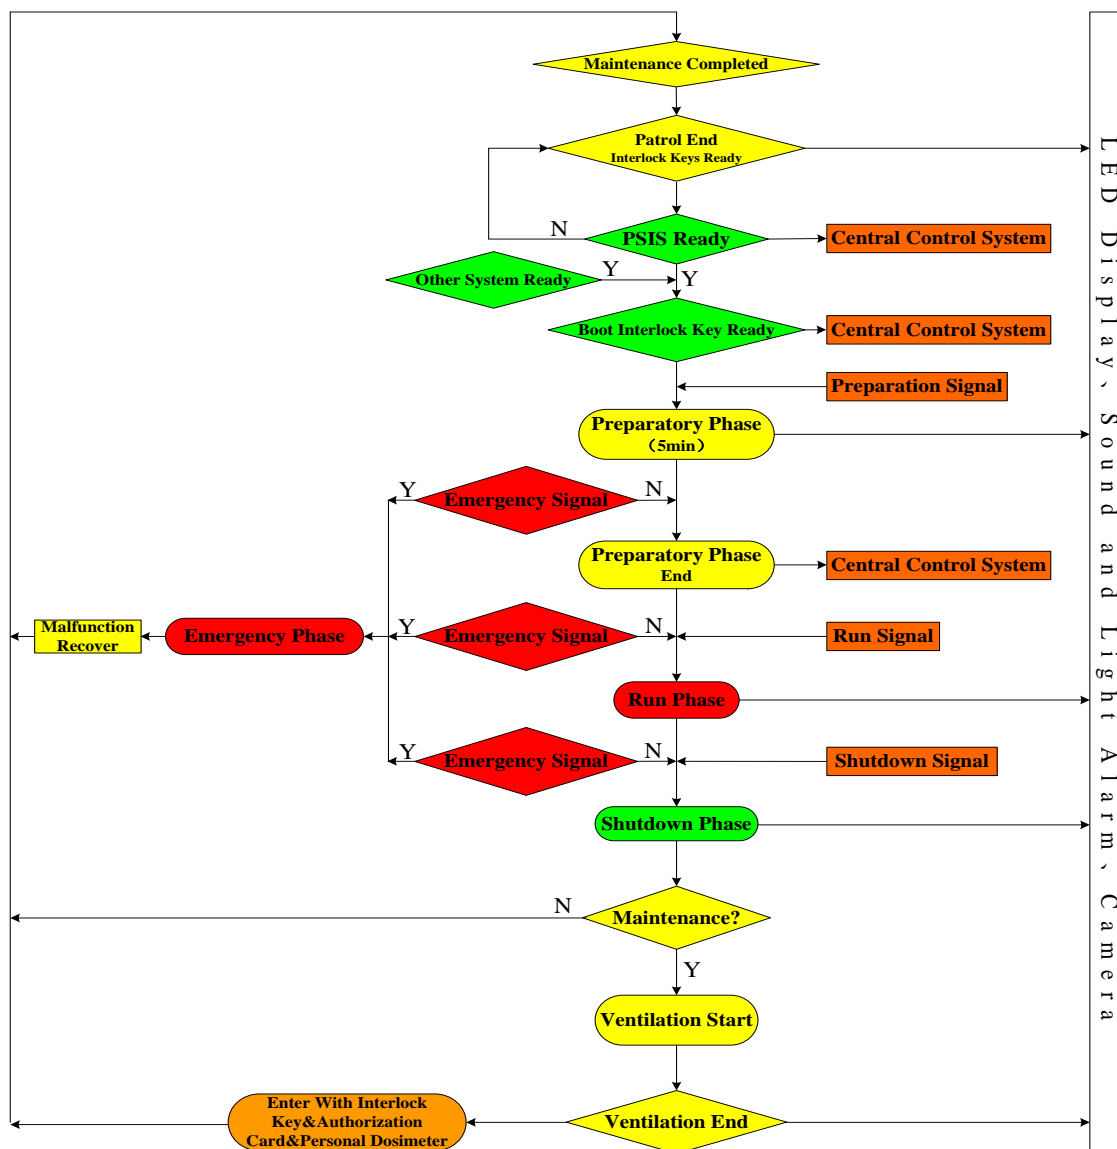 Maintenance Completed
Patrol End
Interlock Keys Ready
N
PSIS Ready
Central Control System
Other System Ready
Y
Y
Boot Interlock Key Ready
Central Control System
Preparation Signal
Preparatory Phase
（5min）
Y
Emergency Signal
N
Preparatory Phase
End
Central Control System
Malfunction
Recover
Emergency Phase
Y
Emergency Signal
N
Run Signal
Run Phase
Y
Emergency Signal
N
Shutdown Signal
Shutdown Phase
N
Maintenance?
Y
Ventilation Start
Enter With Interlock
Key&Authorization
Card&Personal Dosimeter
Ventilation End
LED Display、Sound and Light Alarm、Camera